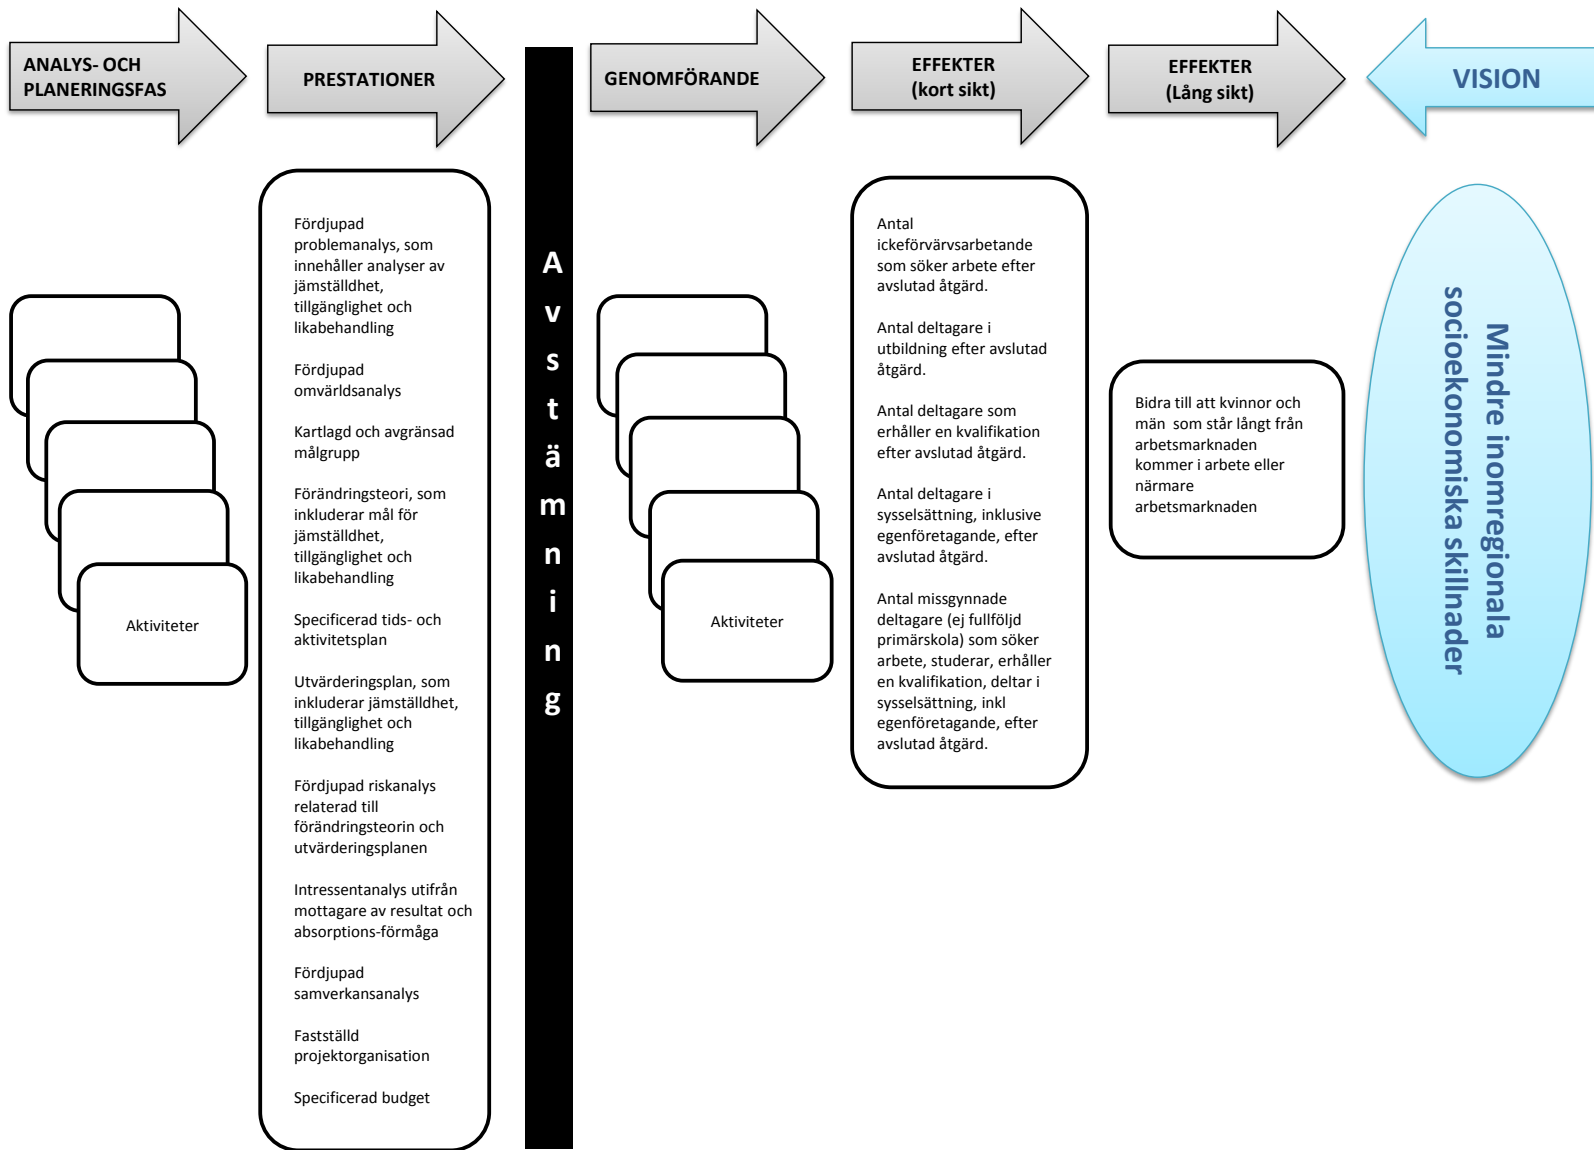 ANALYS- OCH
PLANERINGSFAS
PRESTATIONER
GENOMFÖRANDE
EFFEKTER
(kort sikt)
EFFEKTER
(Lång sikt)
VISION
Aktiviteter
Fördjupad
problemanalys, som
innehåller analyser av
jämställdhet,
tillgänglighet och
likabehandling
Fördjupad
omvärldsanalys
Kartlagd och avgränsad
målgrupp
Förändringsteori, som
inkluderar mål för
jämställdhet,
tillgänglighet och
likabehandling
Specificerad tids- och
aktivitetsplan
Utvärderingsplan, som
inkluderar jämställdhet,
tillgänglighet och
likabehandling
Fördjupad riskanalys
relaterad till
förändringsteorin och
utvärderingsplanen
Intressentanalys utifrån
mottagare av resultat och
absorptions-förmåga
Fördjupad
samverkansanalys
Fastställd
projektorganisation
Specificerad budget
Avstämning
Aktiviteter
Antal
ickeförvärvsarbetande
som söker arbete efter
avslutad åtgärd.
Antal deltagare i
utbildning efter avslutad
åtgärd.
Antal deltagare som
erhåller en kvalifikation
efter avslutad åtgärd.
Antal deltagare i
sysselsättning, inklusive
egenföretagande, efter
avslutad åtgärd.
Antal missgynnade
deltagare (ej fullföljd
primärskola) som söker
arbete, studerar, erhåller
en kvalifikation, deltar i
sysselsättning, inkl
egenföretagande, efter
avslutad åtgärd.
Bidra till att kvinnor och
män  som står långt från
arbetsmarknaden
kommer i arbete eller
närmare
arbetsmarknaden
Mindre inomregionala
socioekonomiska skillnader